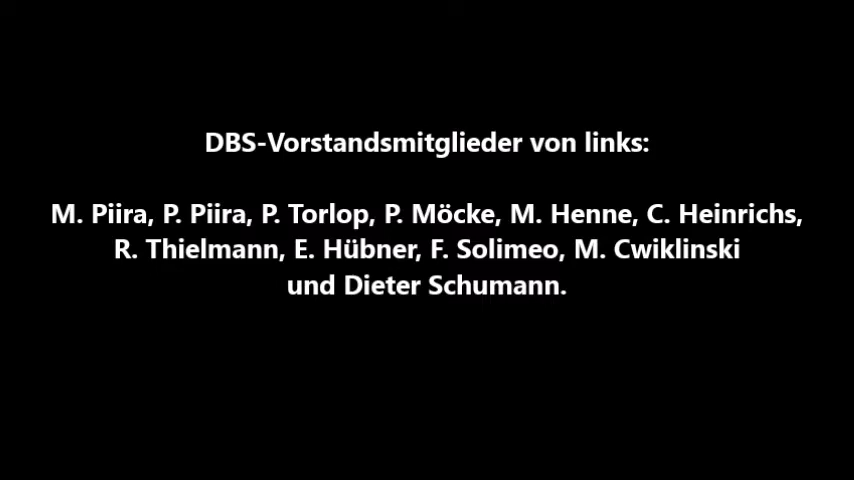 DBS-Vorstandsmitglieder von links:
M. Piira, P. Piira, P. Torlop, P. Möcke, M. Henne, C. Heinrichs,
R. Thielmann, E. Hübner, F. Solimeo, M. Cwiklinski
und Dieter Schumann.